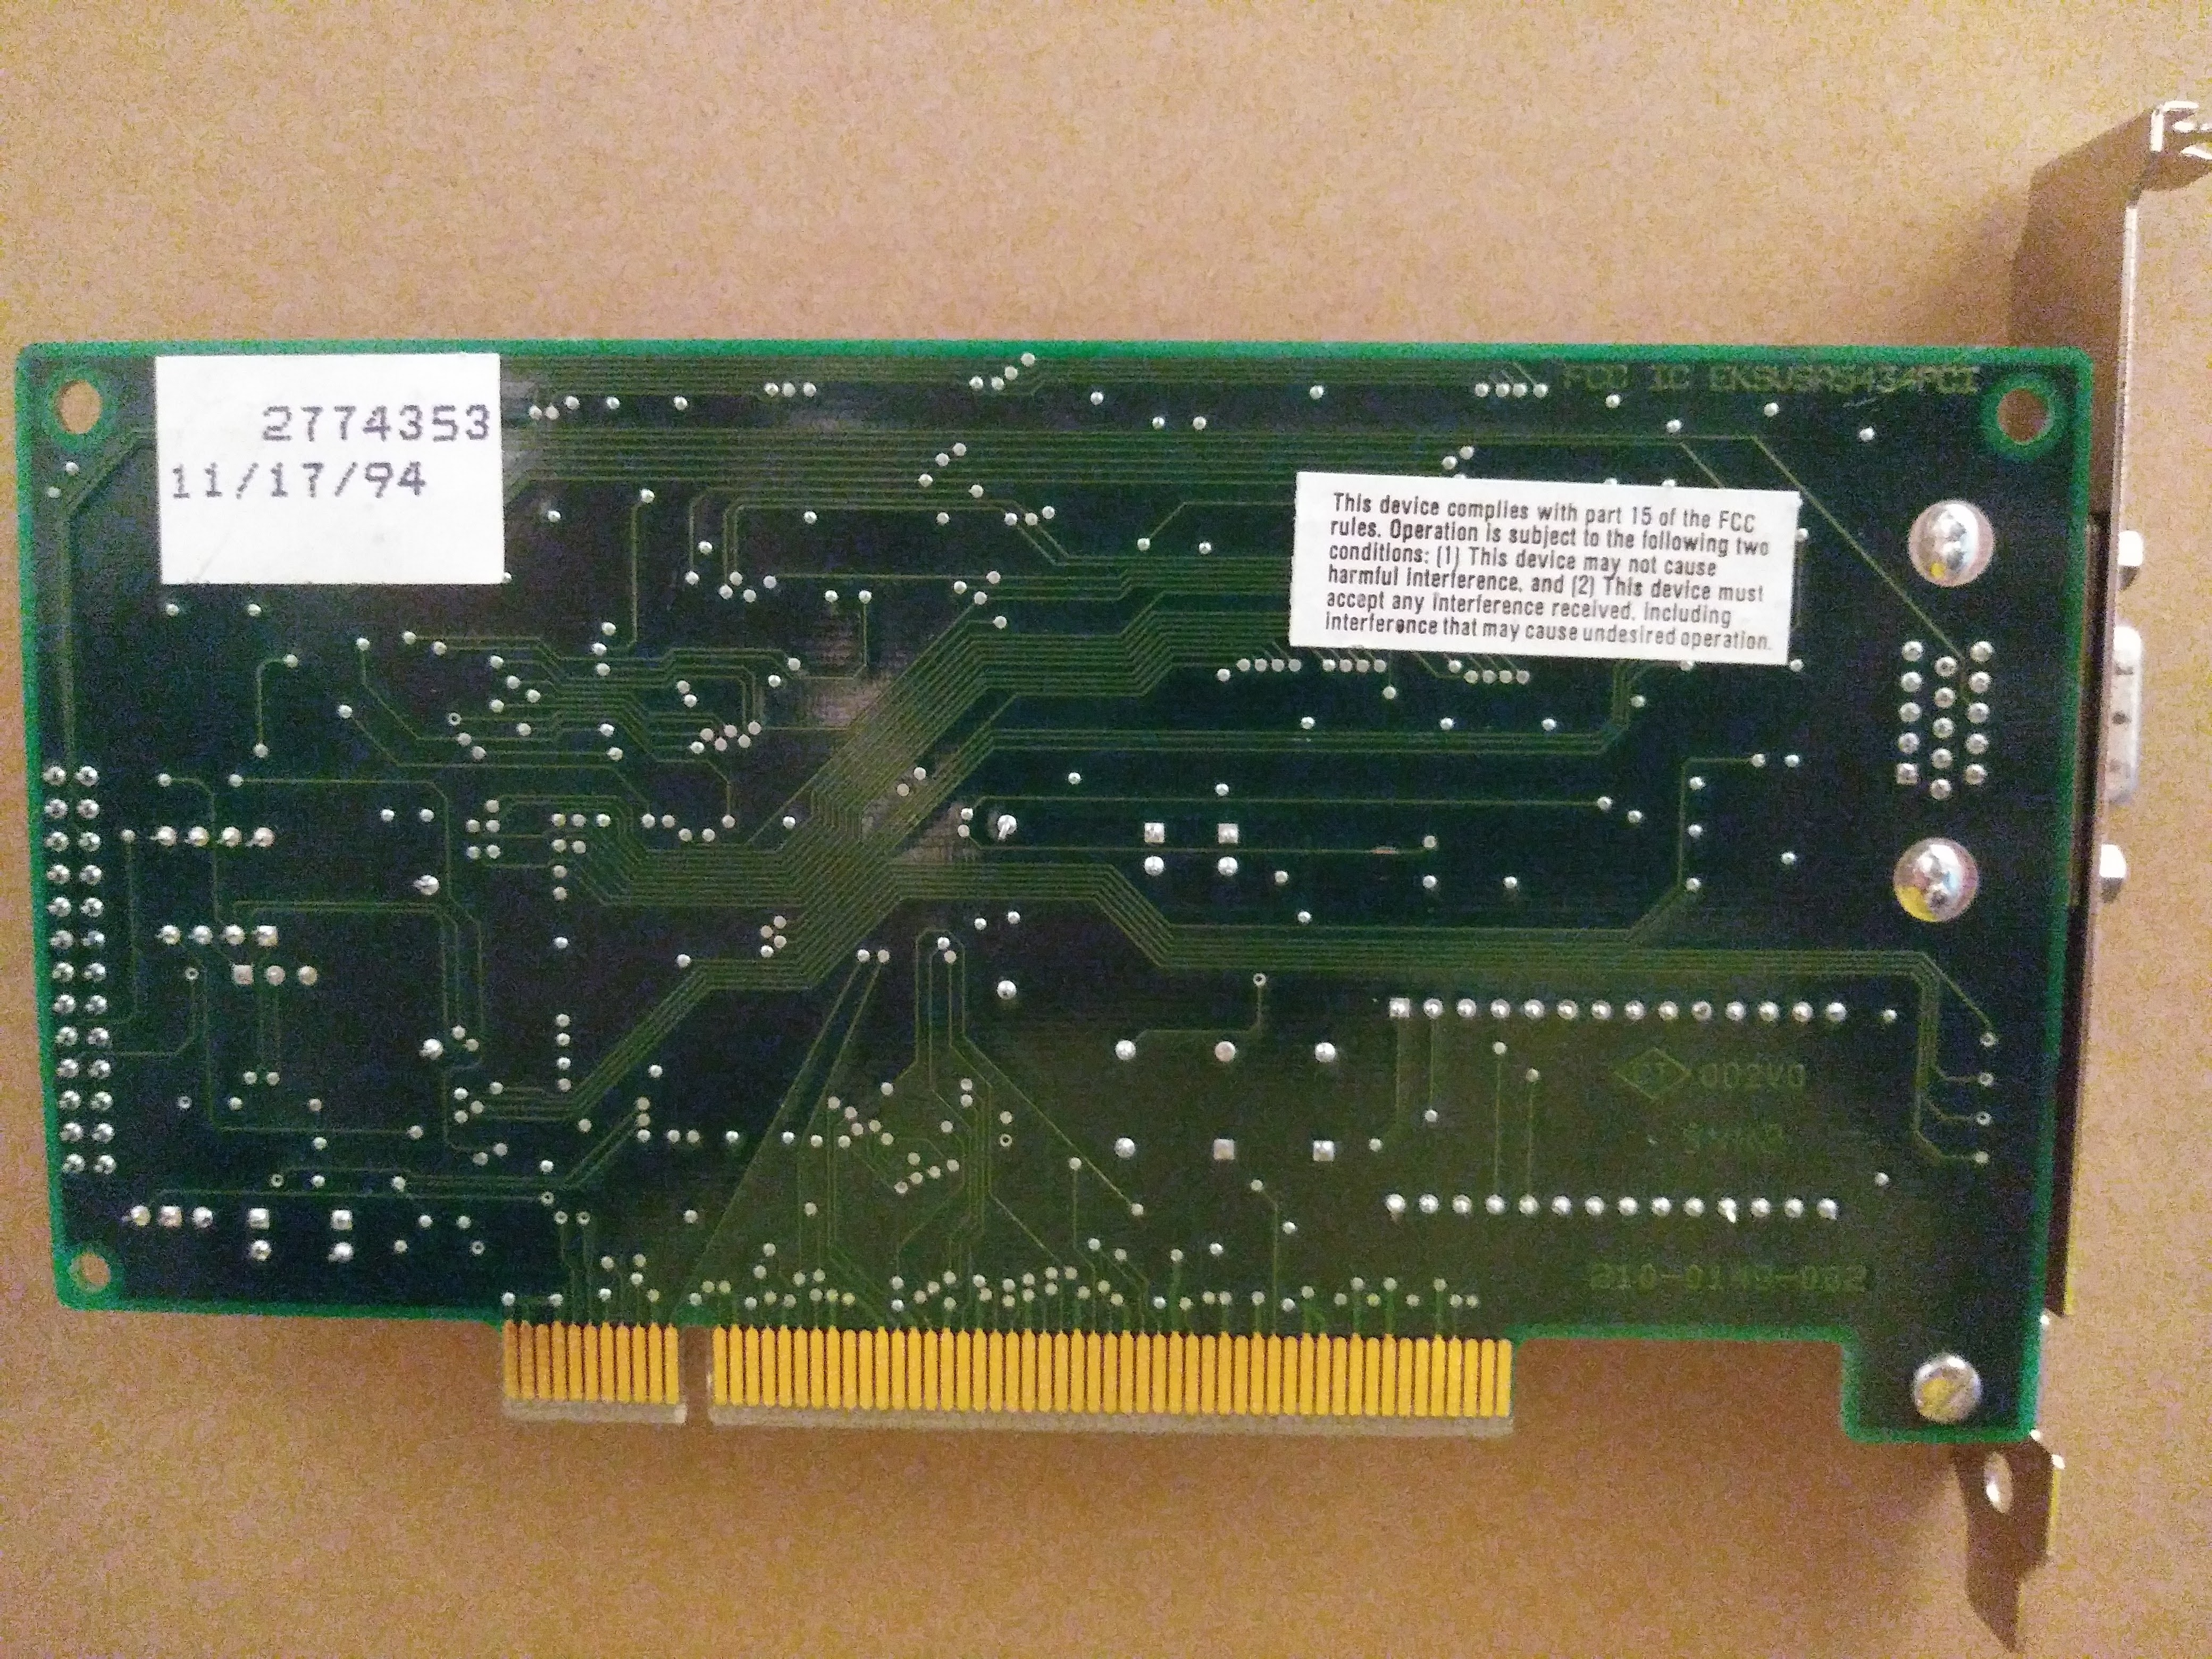 2774353
11/17/94
FCC
This device complies with part 15 of the FCC
rules. Operation is subject to the following two
conditions: (1) This device may not cause
harmful interference, and (2) This device must
accept any interference received, including
interference that may cause undesired operation.